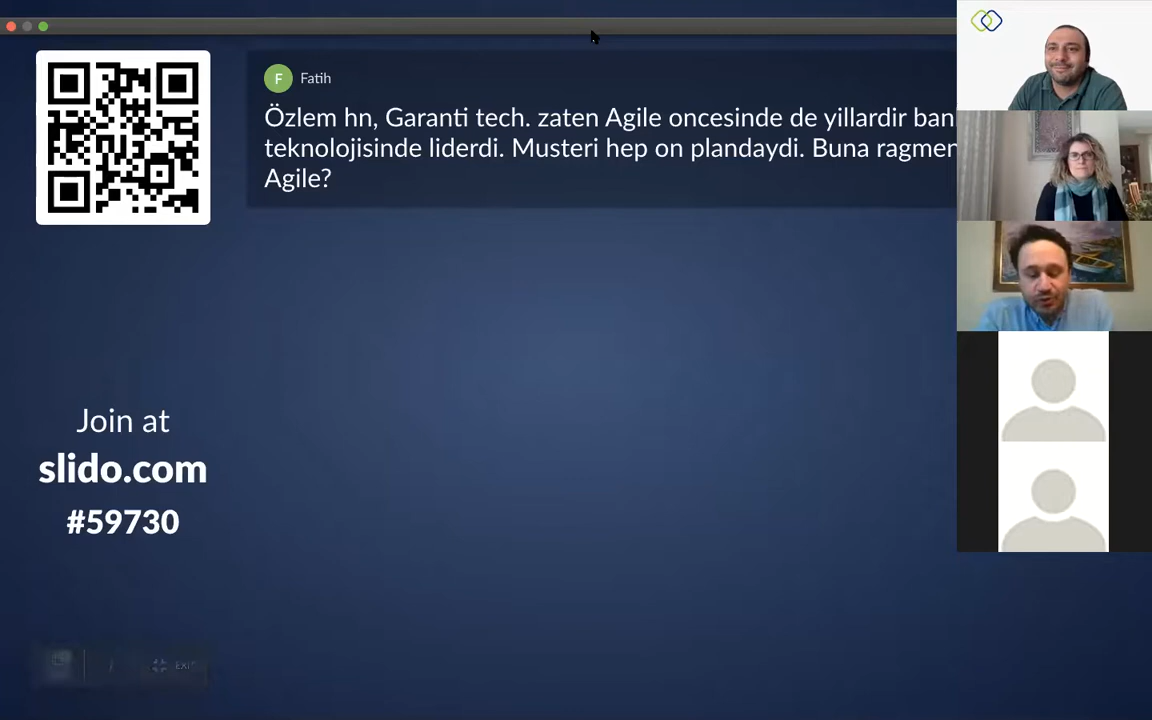 F Fatih
Özlem hn, Garanti tech. zaten Agile oncesinde de yillardir ban
teknolojisinde liderdi. Musteri hep on plandaydi. Buna ragmen
Agile?
Join at
slido.com
#59730
EXIT